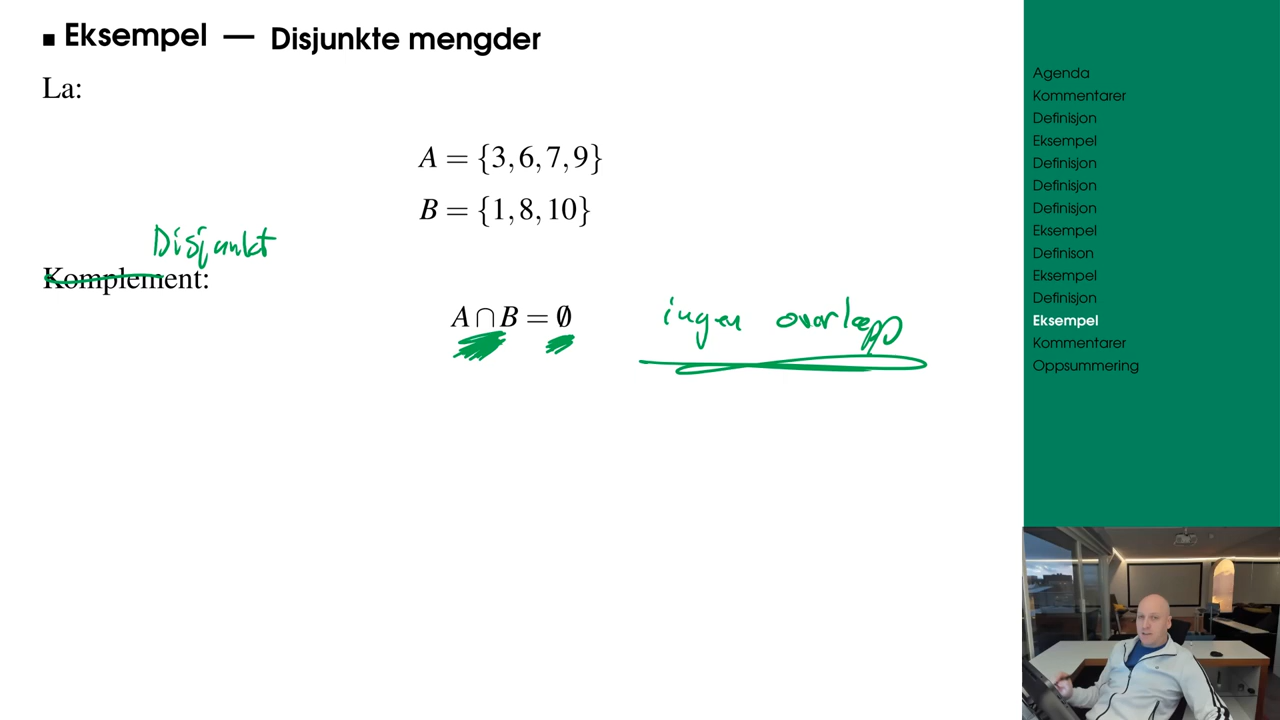 ▪ Eksempel — Disjunkte mengder
La:
A = {3, 6, 7, 9}
B = {1, 8, 10}
Disjunkt
Komplement:
A ∩ B = ∅
ingen overlapp
Agenda
Kommentarer
Definisjon
Eksempel
Definisjon
Definisjon
Definisjon
Eksempel
Definison
Eksempel
Definisjon
Eksempel
Kommentarer
Oppsummering